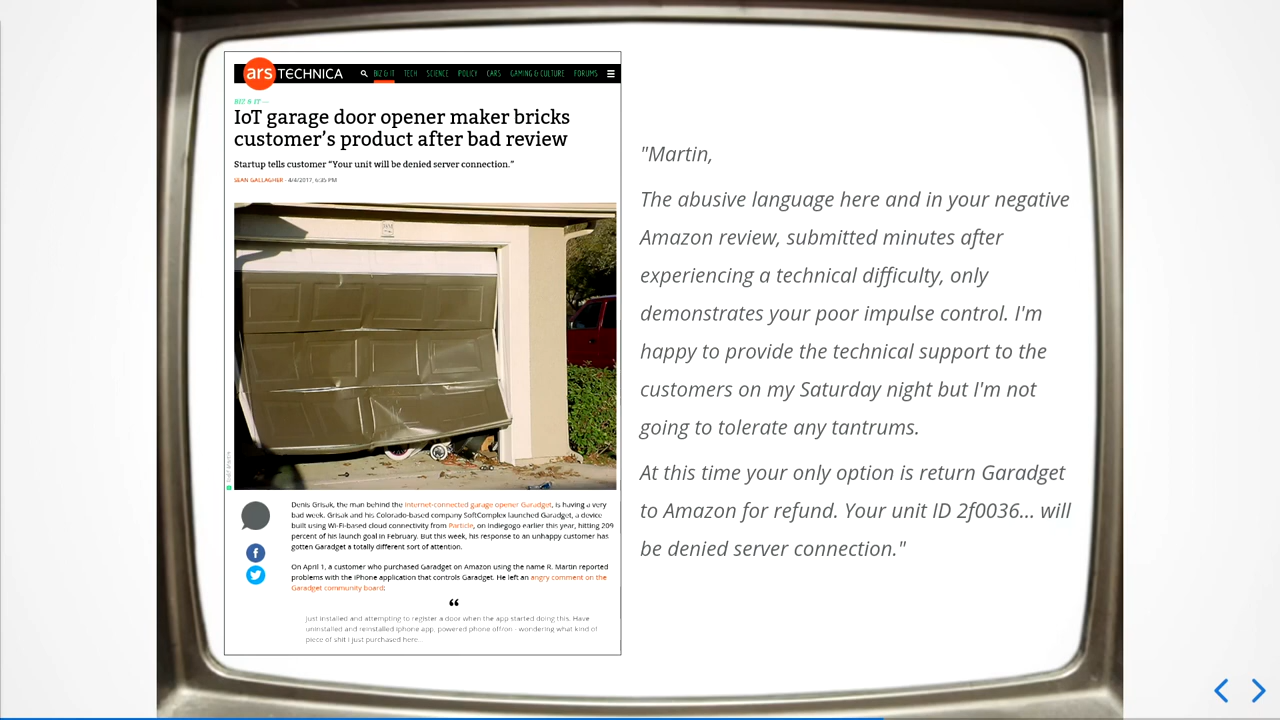 ars TECHNICA BIZ & IT TECH SCIENCE POLICY CARS GAMING & CULTURE FORUMS
BIZ & IT —
IoT garage door opener maker bricks
customer's product after bad review
Startup tells customer “Your unit will be denied server connection.”
SEAN GALLAGHER - 4/4/2017, 6:35 PM
Denis Grisak, the man behind the Internet-connected garage opener Garadget, is having a very
bad week. Grisak and his Colorado-based company SoftComplex launched Garadget, a device
built using Wi-Fi-based cloud connectivity from Particle, on Indiegogo earlier this year, hitting 209
percent of his launch goal in February. But this week, his response to an unhappy customer has
gotten Garadget a totally different sort of attention.
On April 1, a customer who purchased Garadget on Amazon using the name R. Martin reported
problems with the iPhone application that controls Garadget. He left an angry comment on the
Garadget community board:
“
Just installed and attempting to register a door when the app started doing this. Have
uninstalled and reinstalled iphone app, powered phone off/on - wondering what kind of
piece of shit I just purchased here...
"Martin,
The abusive language here and in your negative
Amazon review, submitted minutes after
experiencing a technical difficulty, only
demonstrates your poor impulse control. I'm
happy to provide the technical support to the
customers on my Saturday night but I'm not
going to tolerate any tantrums.
At this time your only option is return Garadget
to Amazon for refund. Your unit ID 2f0036... will
be denied server connection."